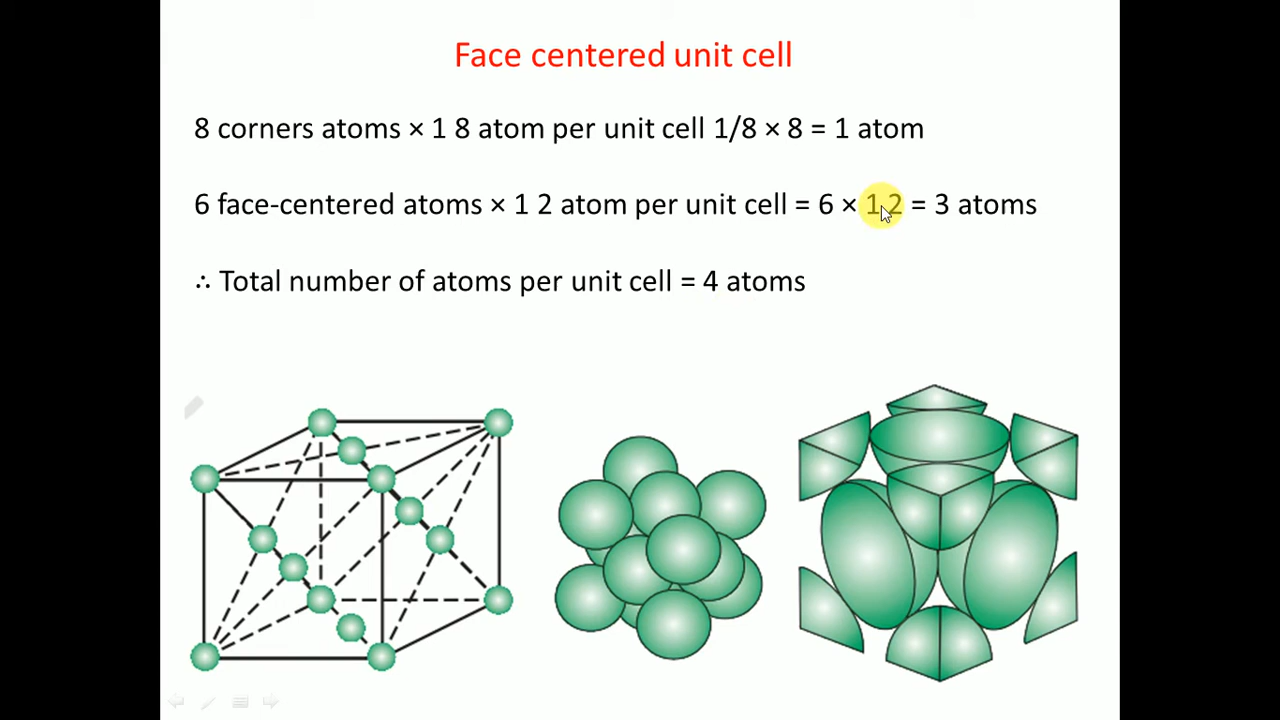 Face centered unit cell
8 corners atoms × 1 8 atom per unit cell 1/8 × 8 = 1 atom
6 face-centered atoms × 1 2 atom per unit cell = 6 × 1 2 = 3 atoms
∴ Total number of atoms per unit cell = 4 atoms